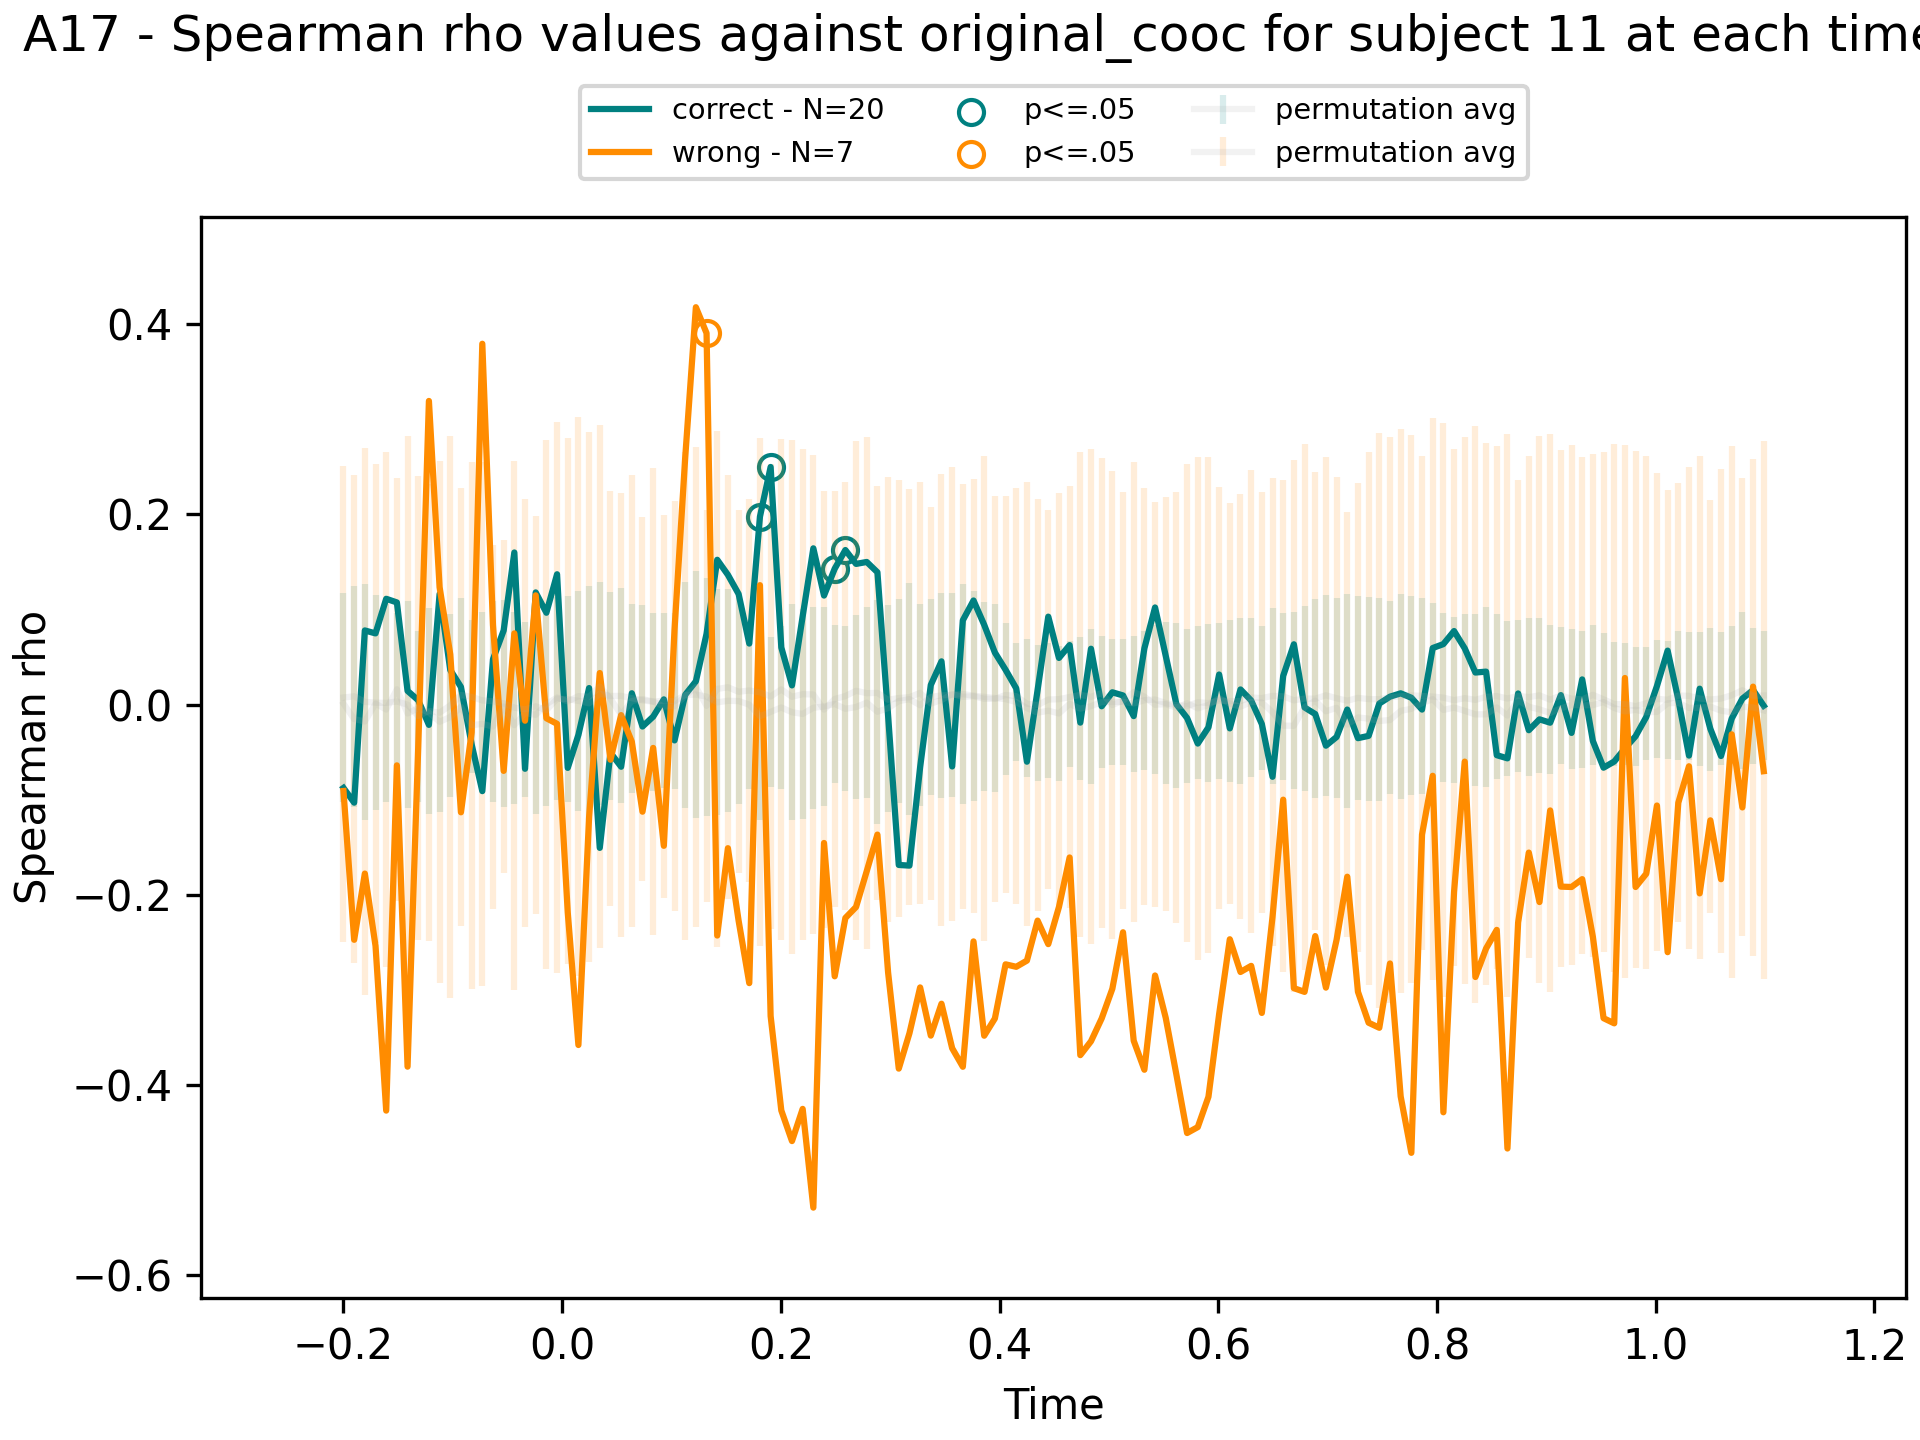 A17 - Spearman rho values against original_cooc for subject 11 at each time
correct - N=20
wrong - N=7
p<=.05
p<=.05
permutation avg
permutation avg
Spearman rho
0.4
0.2
0.0
−0.2
−0.4
−0.6
−0.2 0.0 0.2 0.4 0.6 0.8 1.0 1.2
Time